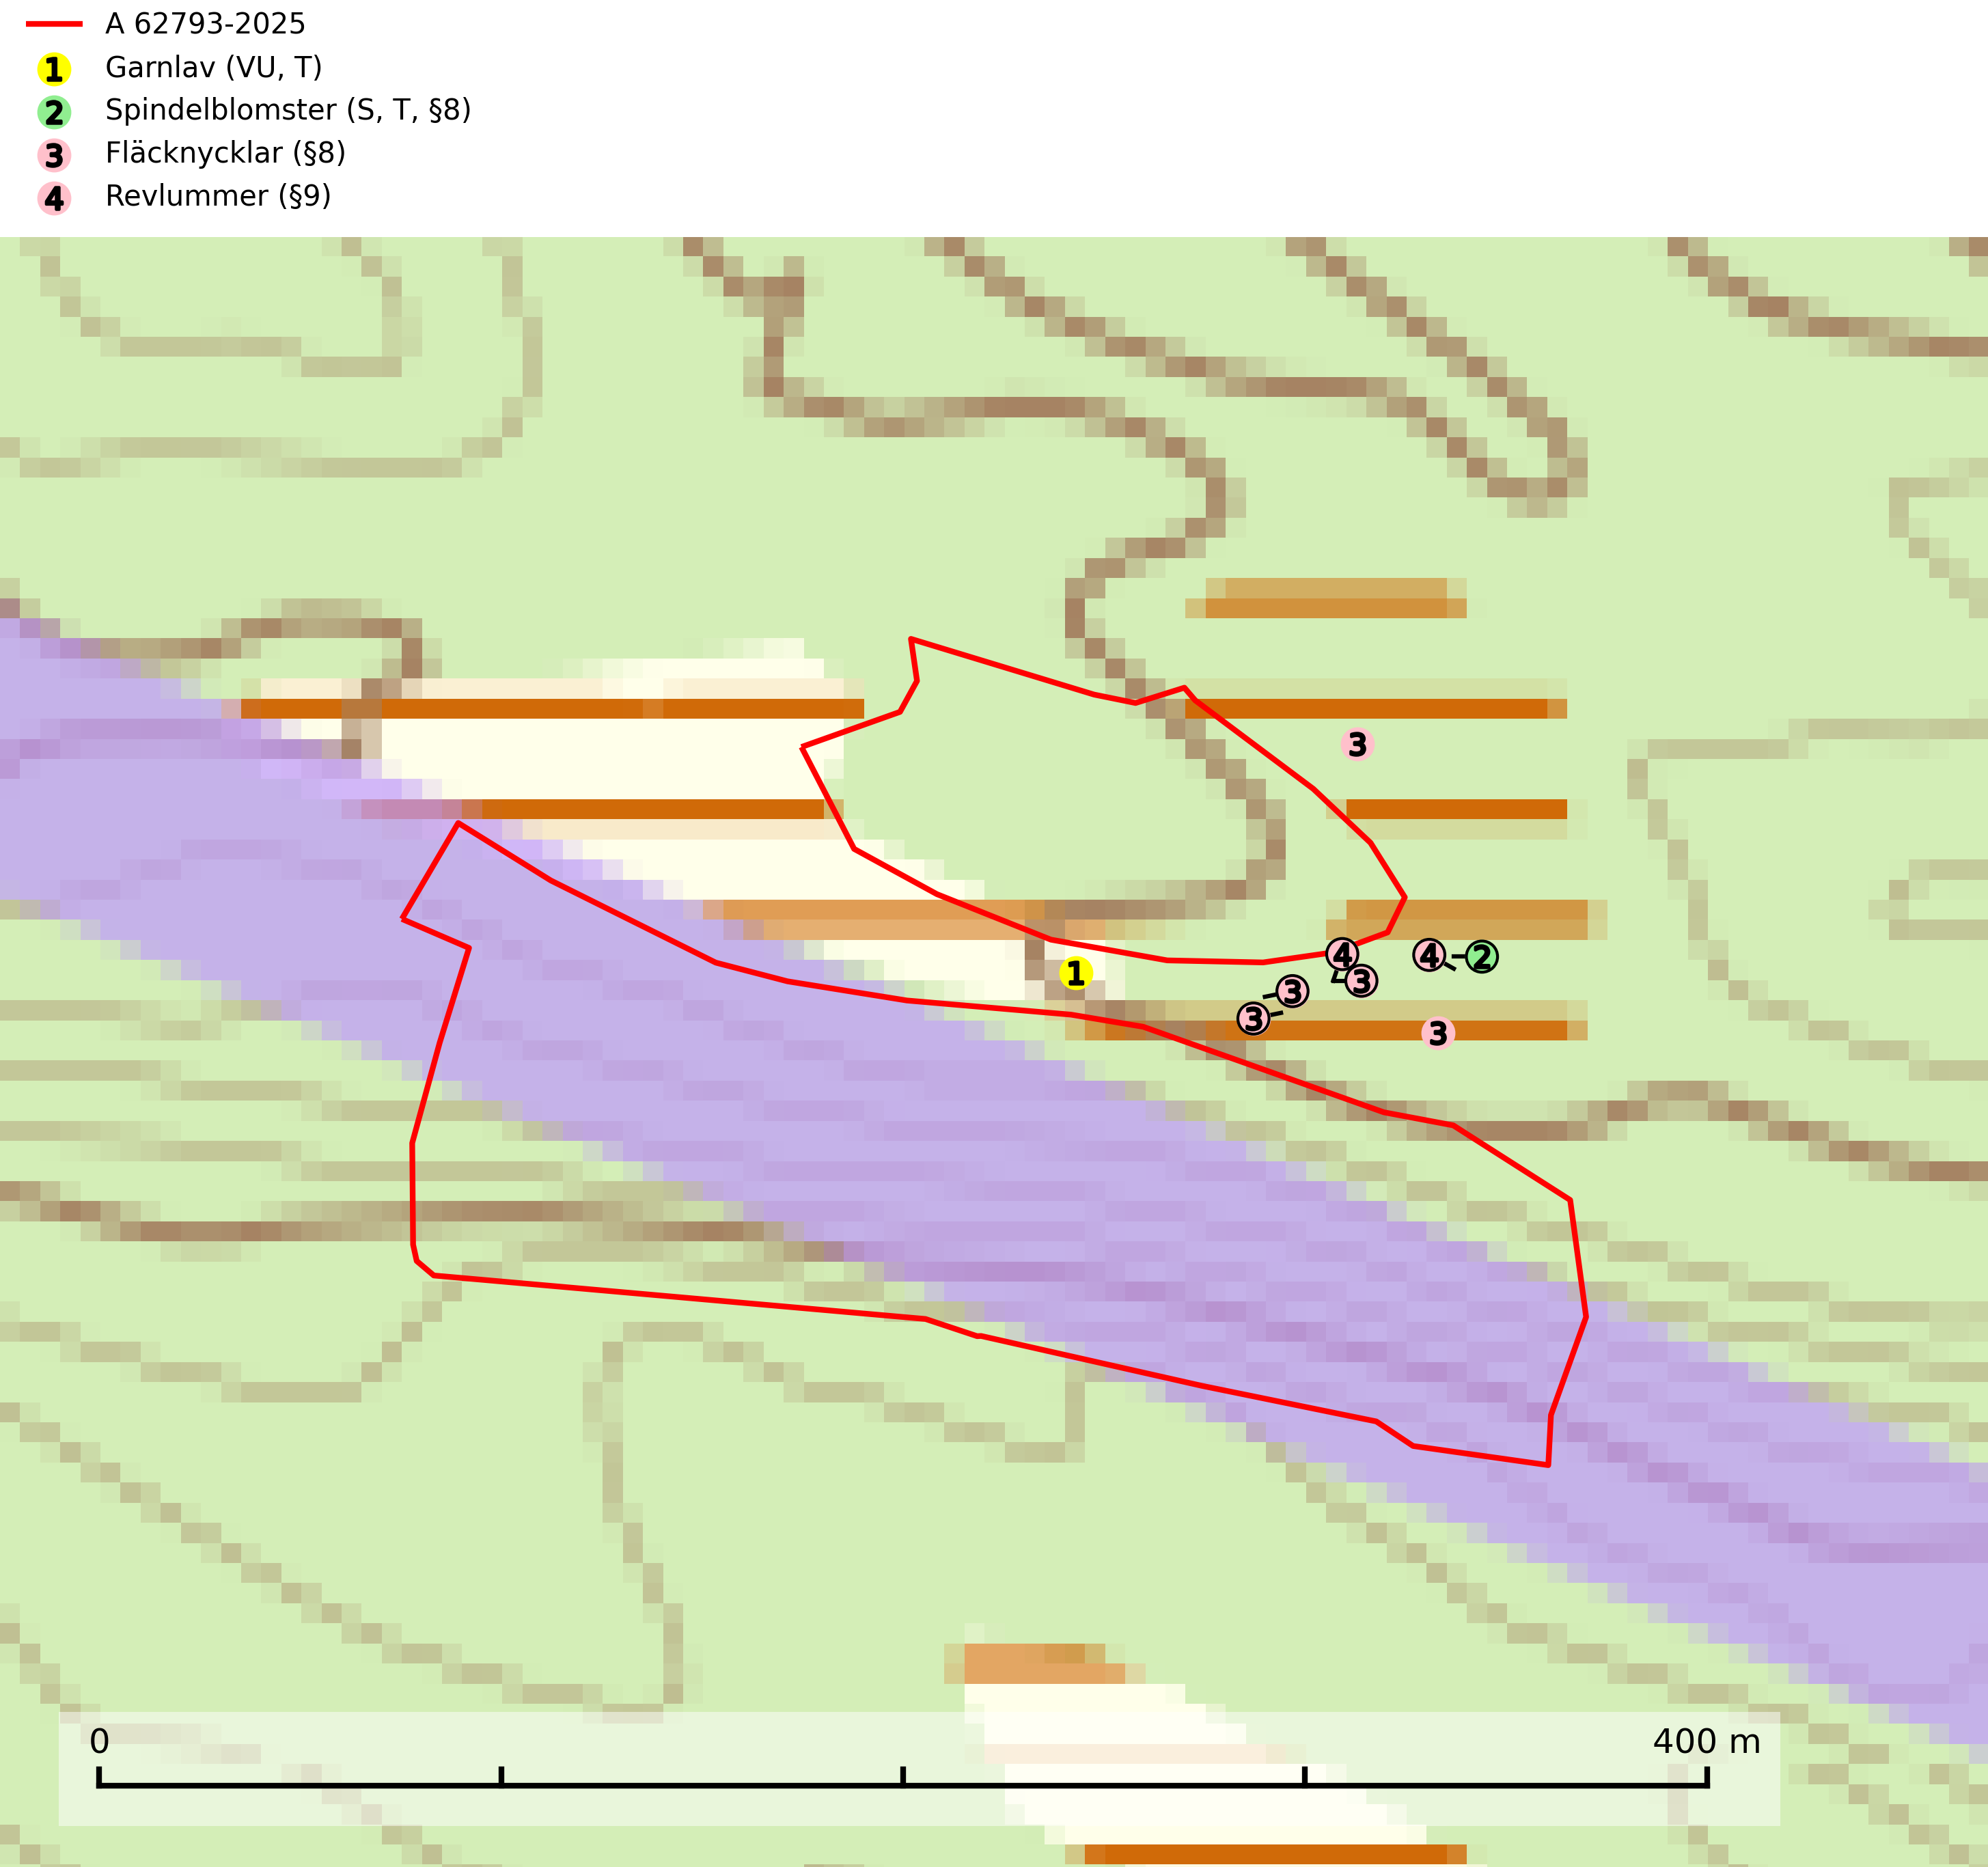 A 62793-2025
1 Garnlav (VU, T)
2 Spindelblomster (S, T, §8)
3 Fläcknycklar (§8)
4 Revlummer (§9)
3
4 4 2
1 3
3
3 3
0 400 m